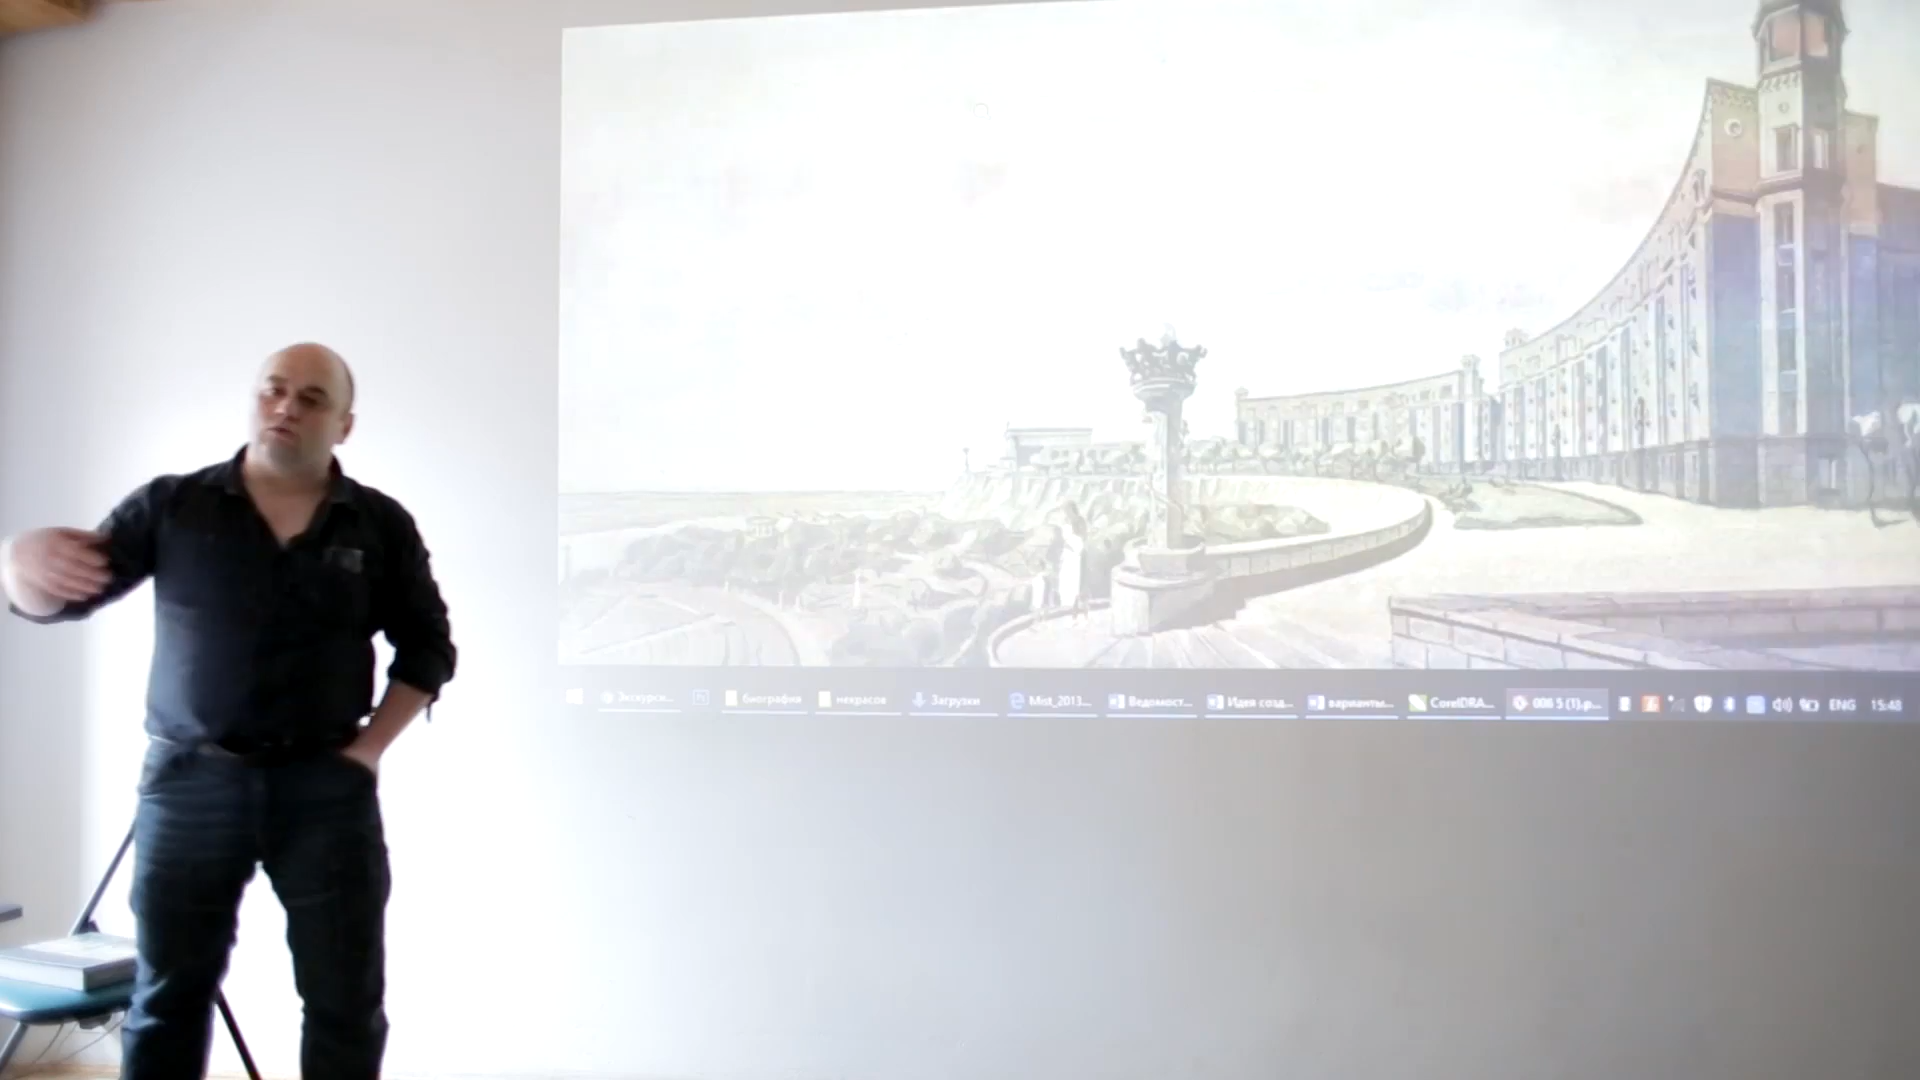 Экскурси... биография некрасов Загрузки Mist_2013... Ведомост... Идея созд... варианты... CorelDRA... 006 5 (1).p... ENG 15:48